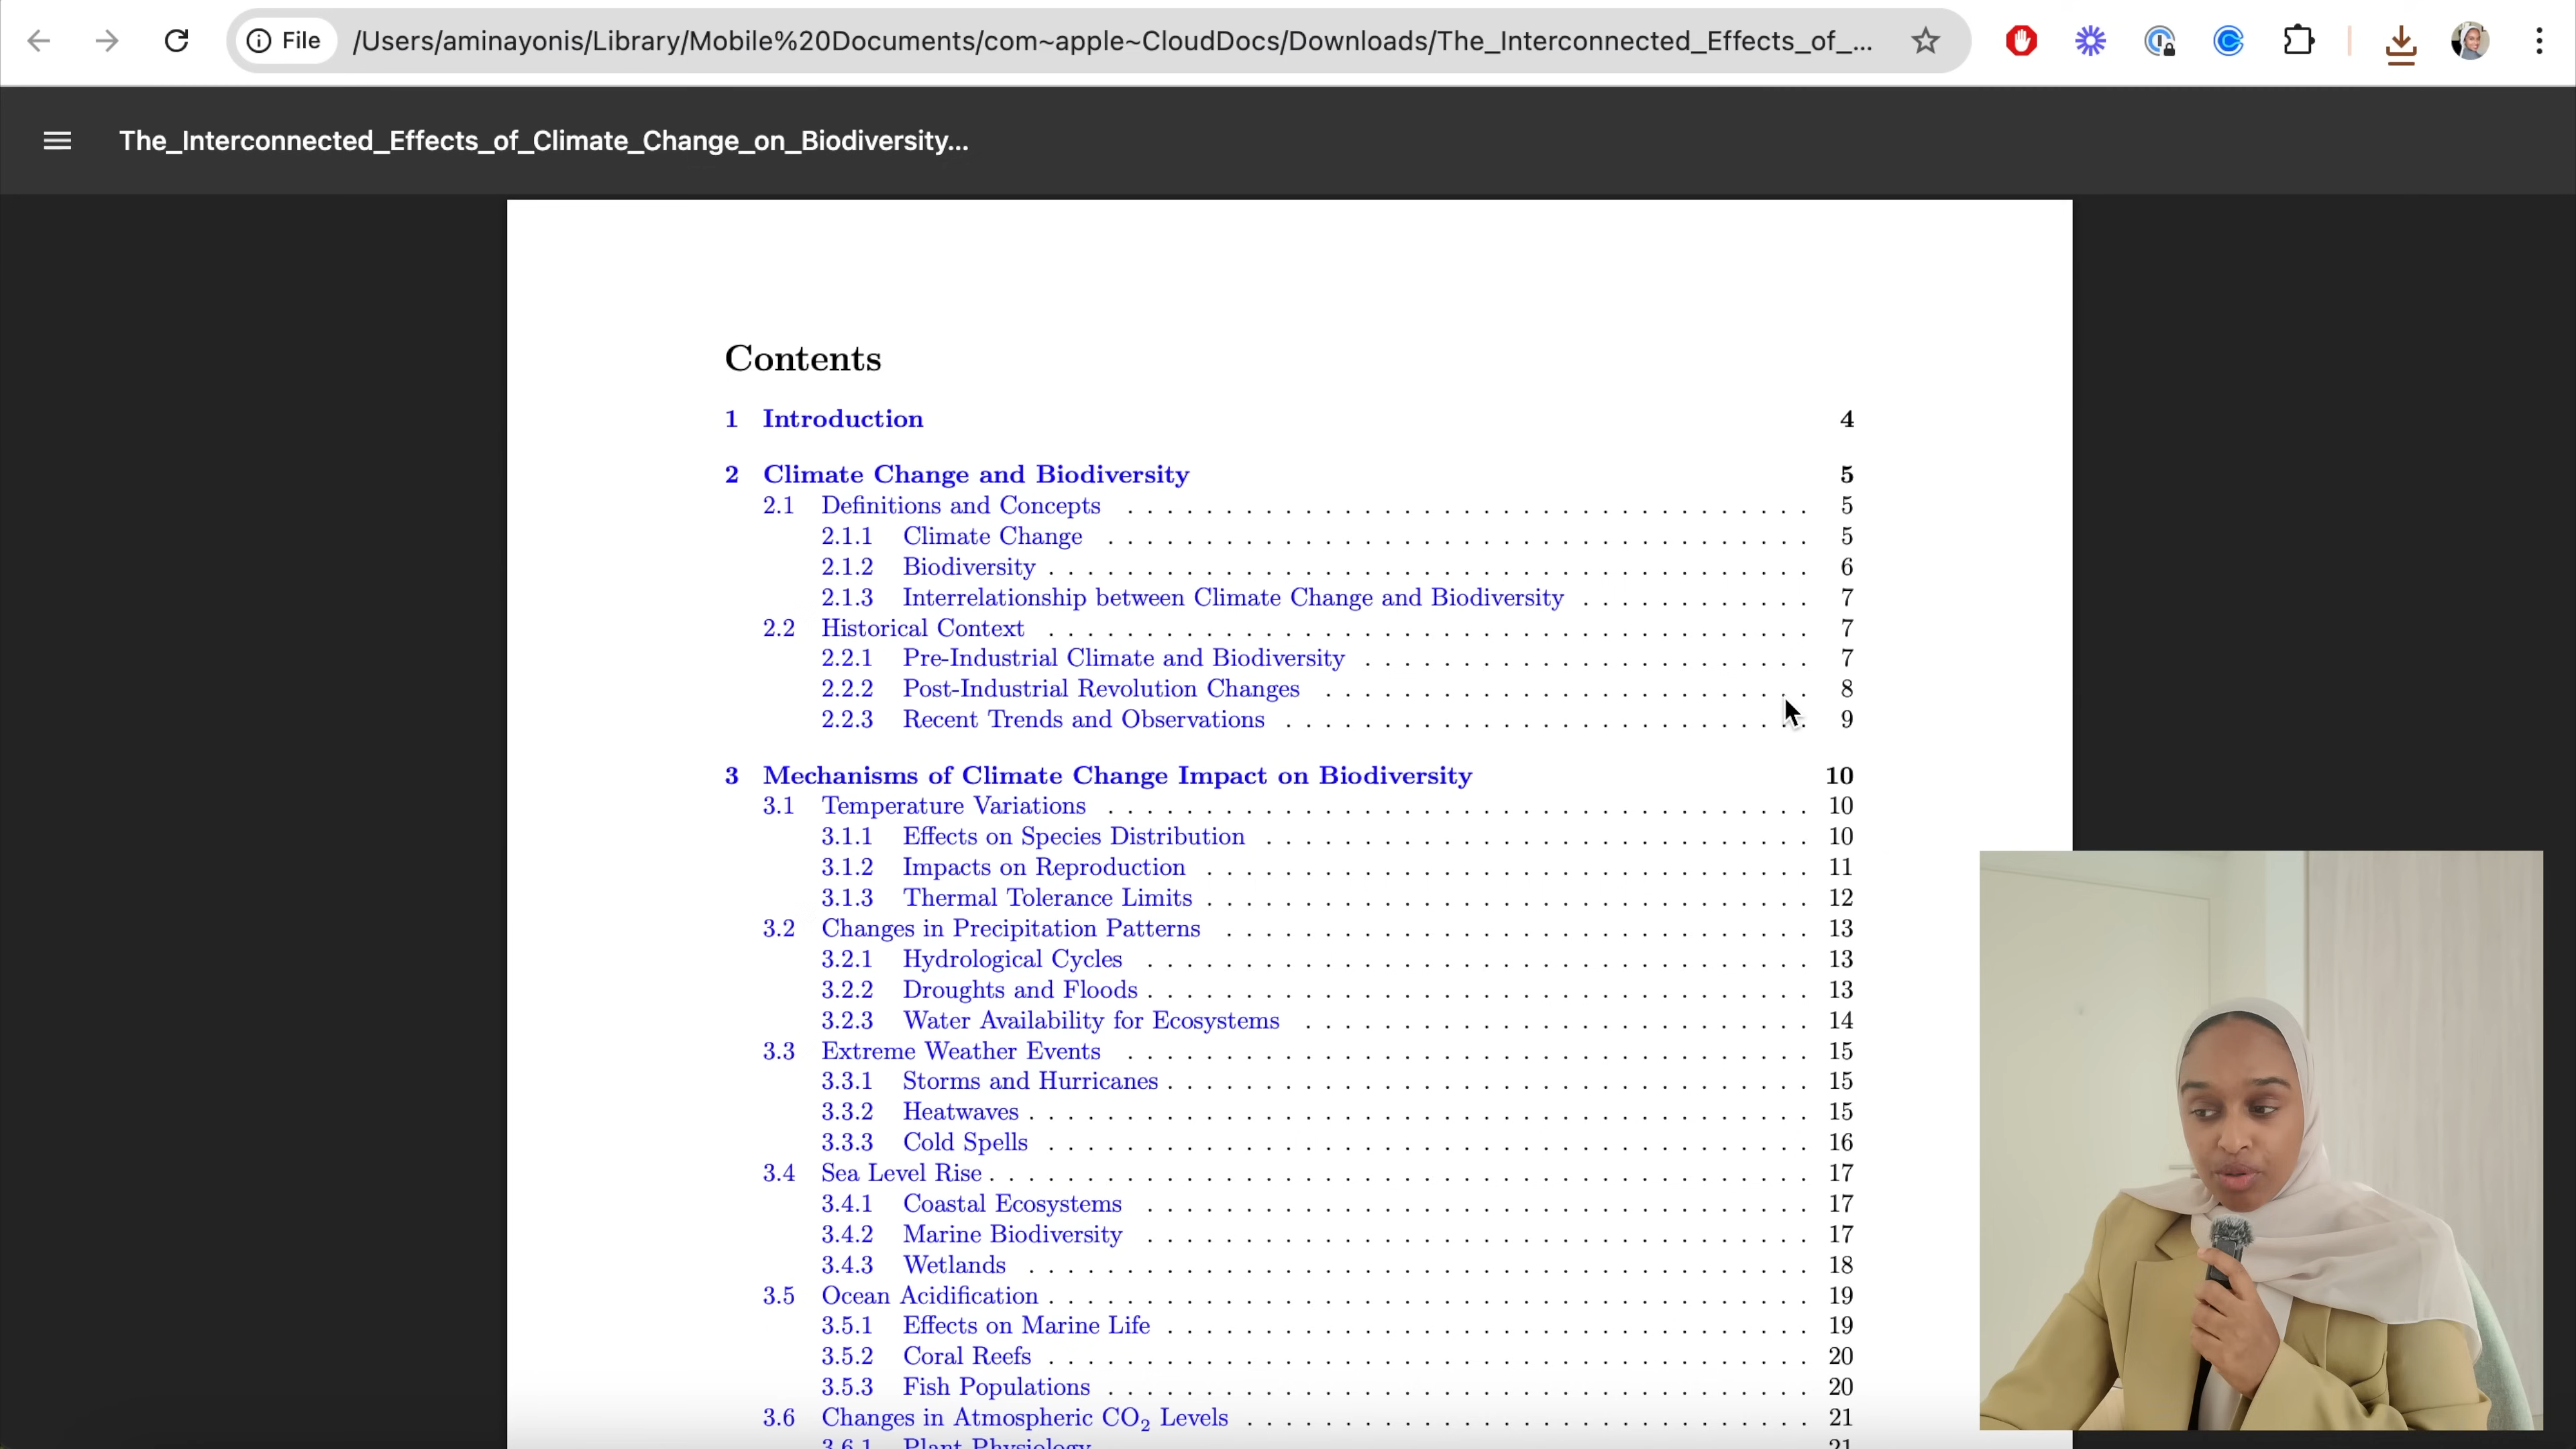 File /Users/aminayonis/Library/Mobile%20Documents/com~apple~CloudDocs/Downloads/The_Interconnected_Effects_of_...
The_Interconnected_Effects_of_Climate_Change_on_Biodiversity...
Contents
1 Introduction 4
2 Climate Change and Biodiversity 5
2.1 Definitions and Concepts . . . . . . . . . . . . . . . . . . . . . . . . . . . . . . . . . . . 5
2.1.1 Climate Change . . . . . . . . . . . . . . . . . . . . . . . . . . . . . . . . . . . . 5
2.1.2 Biodiversity . . . . . . . . . . . . . . . . . . . . . . . . . . . . . . . . . . . . . . . 6
2.1.3 Interrelationship between Climate Change and Biodiversity . . . . . . . . . . . . 7
2.2 Historical Context . . . . . . . . . . . . . . . . . . . . . . . . . . . . . . . . . . . . . . . 7
2.2.1 Pre-Industrial Climate and Biodiversity . . . . . . . . . . . . . . . . . . . . . . . 7
2.2.2 Post-Industrial Revolution Changes . . . . . . . . . . . . . . . . . . . . . . . . . 8
2.2.3 Recent Trends and Observations . . . . . . . . . . . . . . . . . . . . . . . . . . . 9
3 Mechanisms of Climate Change Impact on Biodiversity 10
3.1 Temperature Variations . . . . . . . . . . . . . . . . . . . . . . . . . . . . . . . . . . . . 10
3.1.1 Effects on Species Distribution . . . . . . . . . . . . . . . . . . . . . . . . . . . . 10
3.1.2 Impacts on Reproduction . . . . . . . . . . . . . . . . . . . . . . . . . . . . . . . 11
3.1.3 Thermal Tolerance Limits . . . . . . . . . . . . . . . . . . . . . . . . . . . . . . . 12
3.2 Changes in Precipitation Patterns . . . . . . . . . . . . . . . . . . . . . . . . . . . . . . 13
3.2.1 Hydrological Cycles . . . . . . . . . . . . . . . . . . . . . . . . . . . . . . . . . . 13
3.2.2 Droughts and Floods . . . . . . . . . . . . . . . . . . . . . . . . . . . . . . . . . . 13
3.2.3 Water Availability for Ecosystems . . . . . . . . . . . . . . . . . . . . . . . . . . 14
3.3 Extreme Weather Events . . . . . . . . . . . . . . . . . . . . . . . . . . . . . . . . . . . 15
3.3.1 Storms and Hurricanes . . . . . . . . . . . . . . . . . . . . . . . . . . . . . . . . . 15
3.3.2 Heatwaves . . . . . . . . . . . . . . . . . . . . . . . . . . . . . . . . . . . . . . . . 15
3.3.3 Cold Spells . . . . . . . . . . . . . . . . . . . . . . . . . . . . . . . . . . . . . . . 16
3.4 Sea Level Rise . . . . . . . . . . . . . . . . . . . . . . . . . . . . . . . . . . . . . . . . . . 17
3.4.1 Coastal Ecosystems . . . . . . . . . . . . . . . . . . . . . . . . . . . . . . . . . . 17
3.4.2 Marine Biodiversity . . . . . . . . . . . . . . . . . . . . . . . . . . . . . . . . . . 17
3.4.3 Wetlands . . . . . . . . . . . . . . . . . . . . . . . . . . . . . . . . . . . . . . . . 18
3.5 Ocean Acidification . . . . . . . . . . . . . . . . . . . . . . . . . . . . . . . . . . . . . . . 19
3.5.1 Effects on Marine Life . . . . . . . . . . . . . . . . . . . . . . . . . . . . . . . . . 19
3.5.2 Coral Reefs . . . . . . . . . . . . . . . . . . . . . . . . . . . . . . . . . . . . . . . 20
3.5.3 Fish Populations . . . . . . . . . . . . . . . . . . . . . . . . . . . . . . . . . . . . 20
3.6 Changes in Atmospheric CO₂ Levels . . . . . . . . . . . . . . . . . . . . . . . . . . . . . 21
3.6.1 Plant Physiology 21